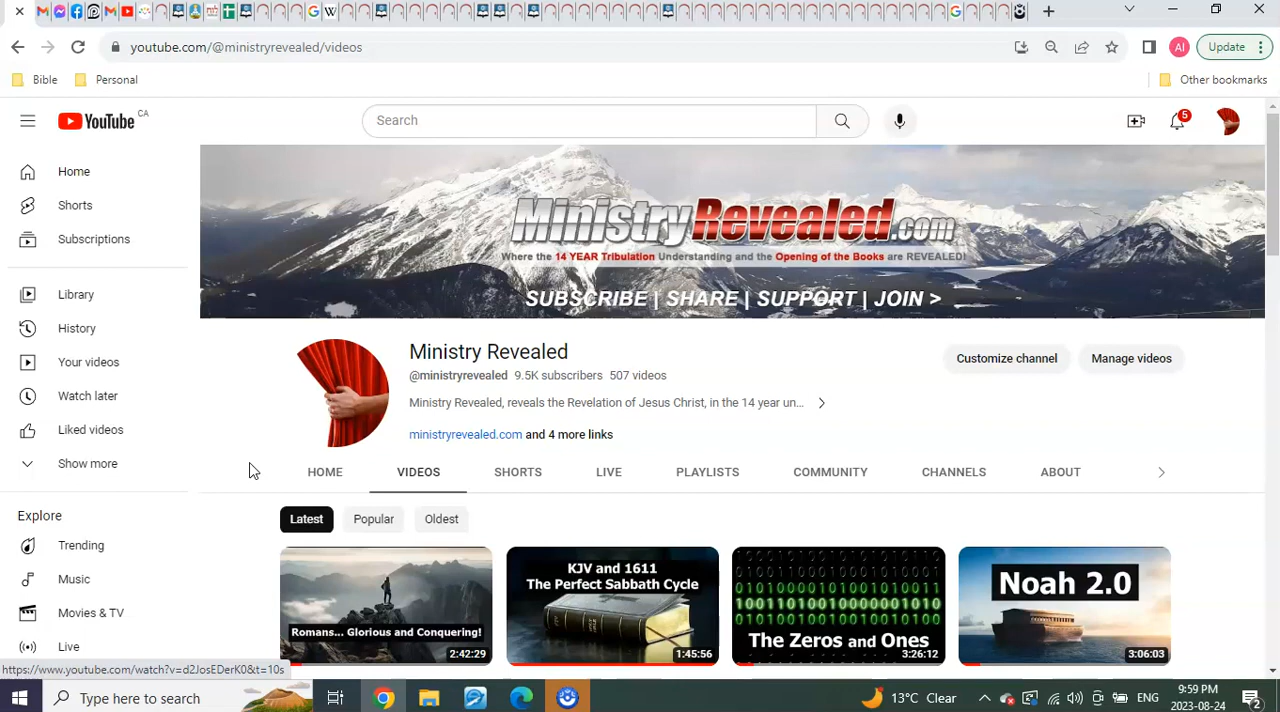 youtube.com/@ministryrevealed/videos
AI
Update
Bible
Personal
Other bookmarks
YouTube CA
Search
5
Home
Shorts
Subscriptions
Library
History
Your videos
Watch later
Liked videos
Show more
Explore
Trending
Music
Movies & TV
Live
MinistryRevealed.com
Where the 14 YEAR Tribulation Understanding and the Opening of the Books are REVEALED!
SUBSCRIBE | SHARE | SUPPORT | JOIN >
Ministry Revealed
@ministryrevealed 9.5K subscribers 507 videos
Ministry Revealed, reveals the Revelation of Jesus Christ, in the 14 year un...
ministryrevealed.com and 4 more links
Customize channel
Manage videos
HOME
VIDEOS
SHORTS
LIVE
PLAYLISTS
COMMUNITY
CHANNELS
ABOUT
Latest
Popular
Oldest
Romans... Glorious and Conquering!
2:42:29
KJV and 1611
The Perfect Sabbath Cycle
1:45:56
The Zeros and Ones
3:26:12
Noah 2.0
3:06:03
https://www.youtube.com/watch?v=d2JosEDerK0&t=10s
Type here to search
13°C Clear
ENG
9:59 PM
2023-08-24
2